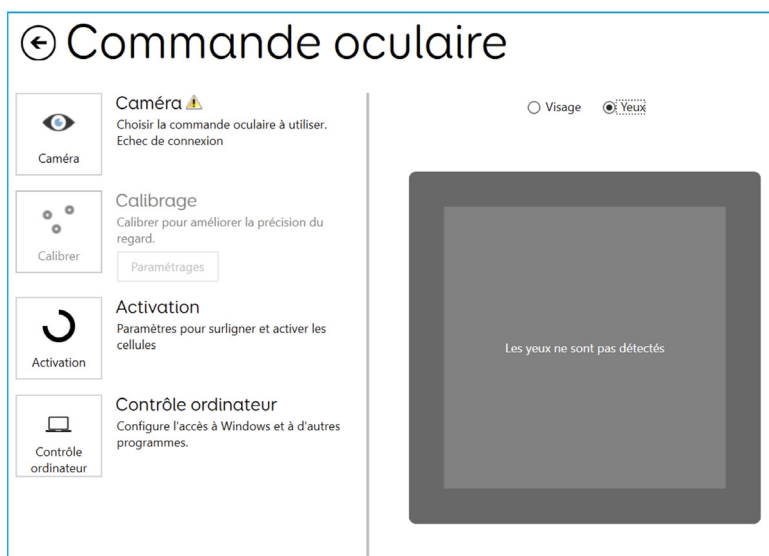 Commande oculaire
Caméra
Choisir la commande oculaire à utiliser.
Echec de connexion
Caméra
Calibrage
Calibrer pour améliorer la précision du
regard.
Calibrer
Paramétrages
Activation
Paramètres pour surligner et activer les
cellules
Activation
Contrôle ordinateur
Configure l'accès à Windows et à d'autres
programmes.
Contrôle
ordinateur
Visage Yeux
Les yeux ne sont pas détectés